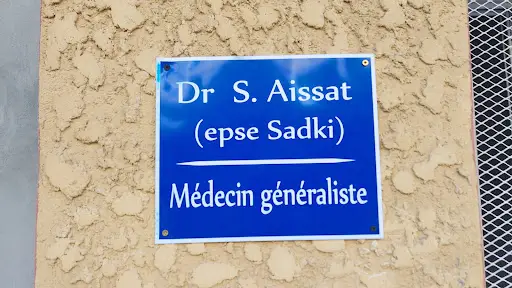 Dr S. Aissat
(epse Sadki)
Médecin généraliste